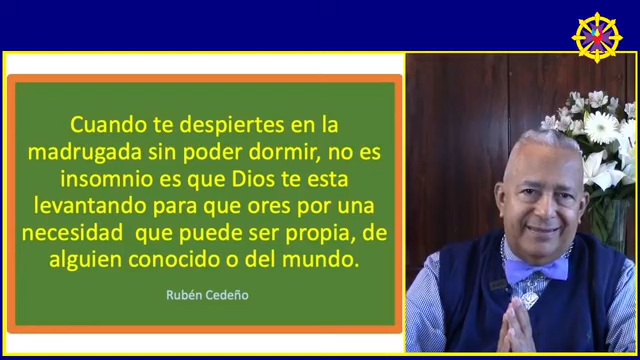 Cuando te despiertes en la
madrugada sin poder dormir, no es
insomnio es que Dios te esta
levantando para que ores por una
necesidad que puede ser propia, de
alguien conocido o del mundo.
Rubén Cedeño